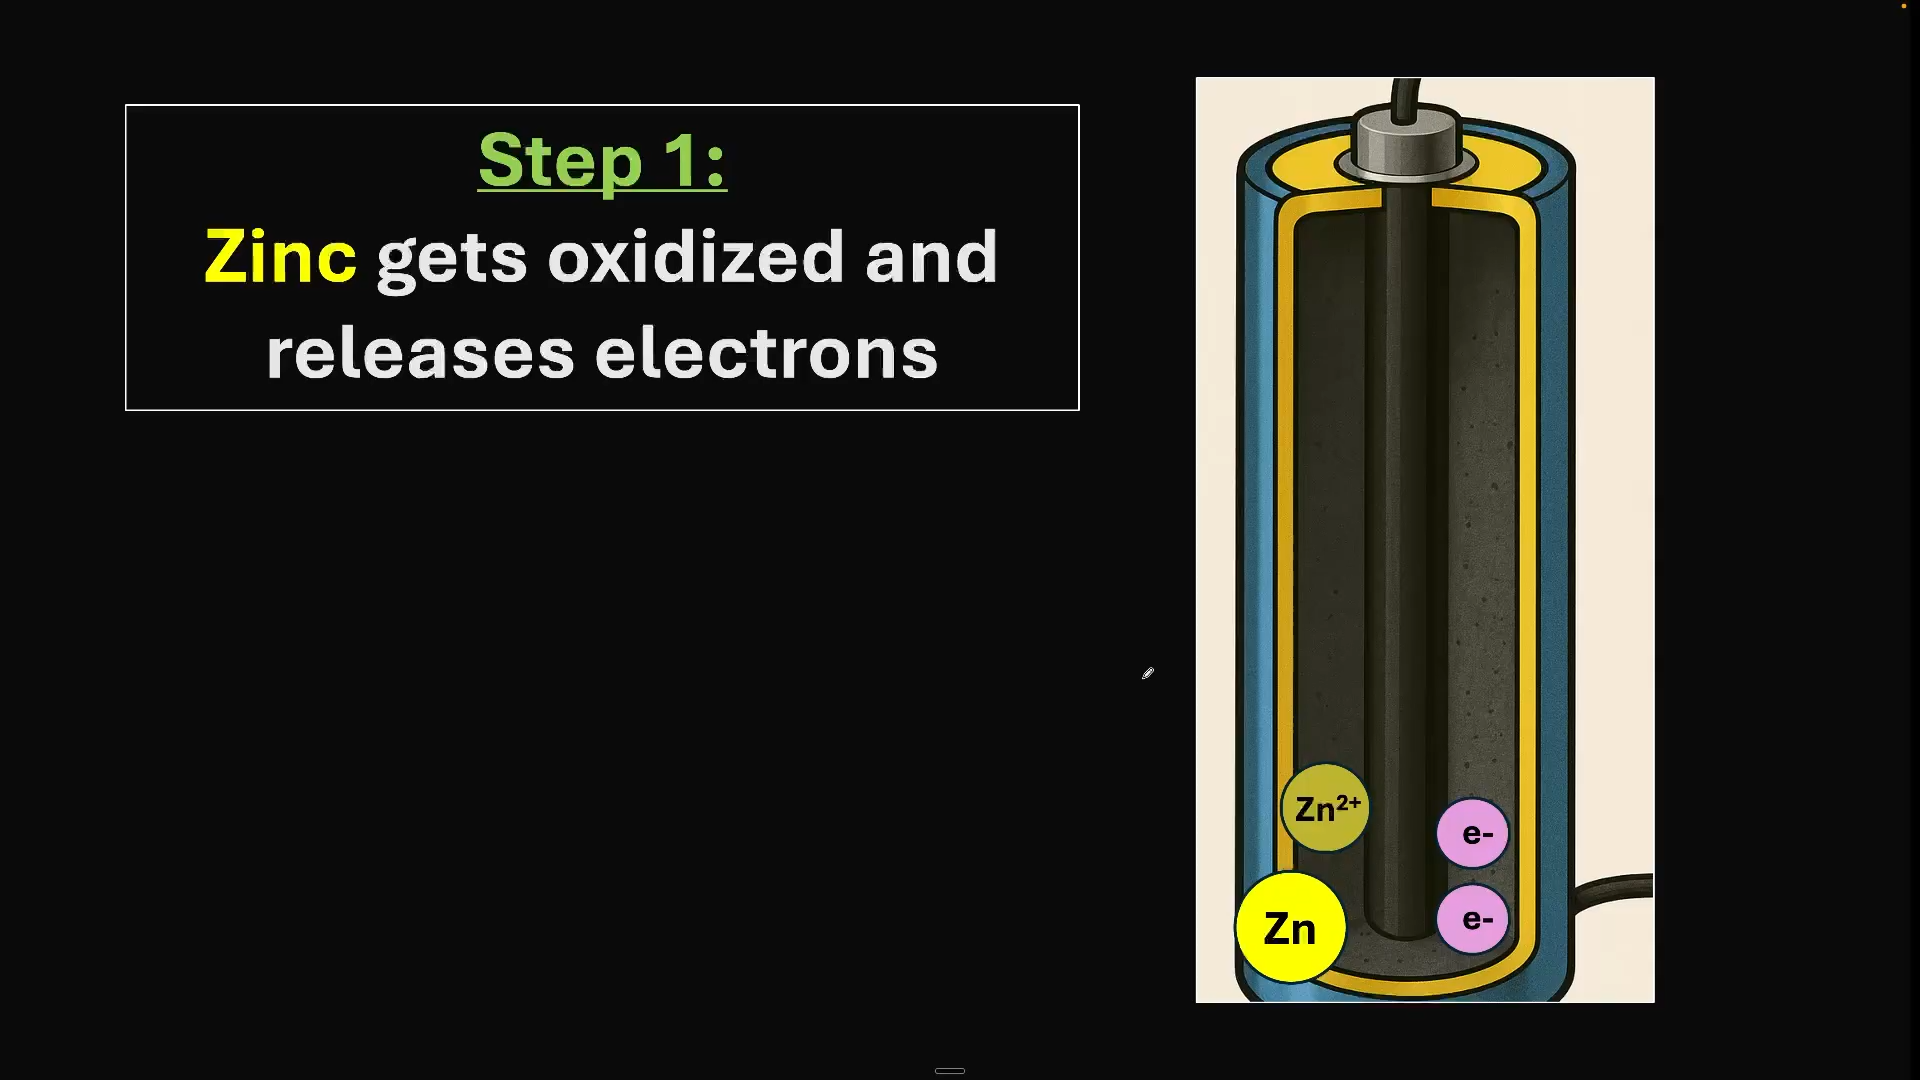 Step 1:
Zinc gets oxidized and
releases electrons
Zn²⁺
e-
e-
Zn